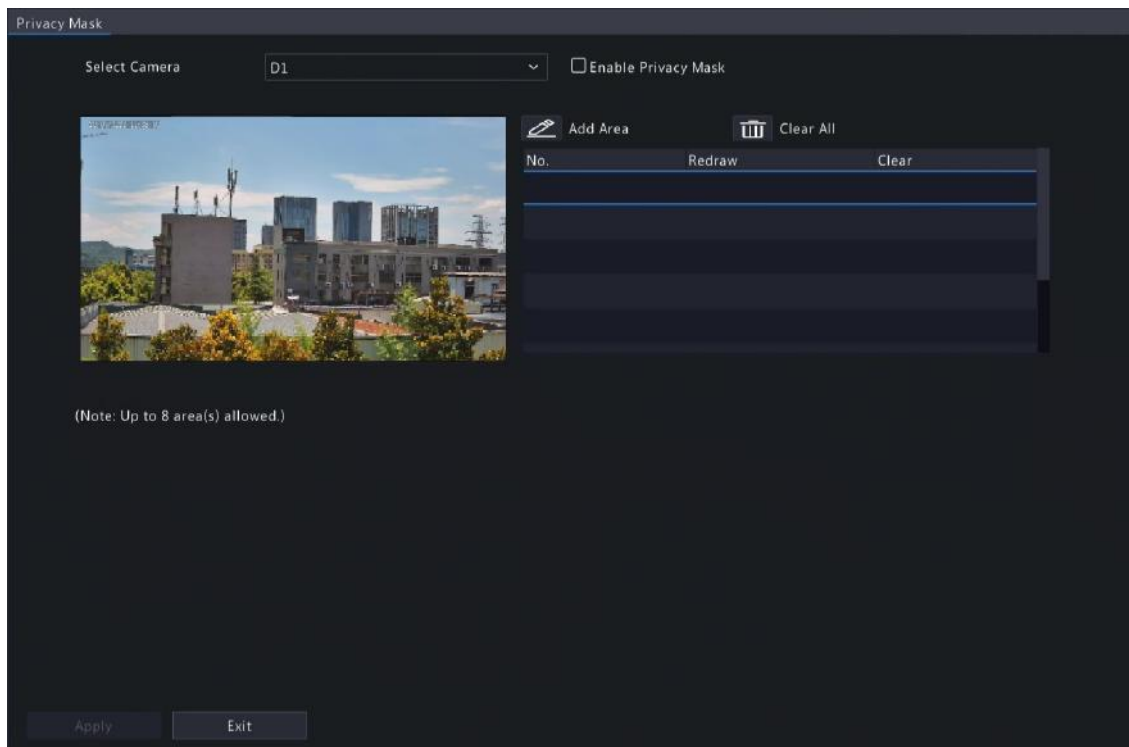 Privacy Mask
Select Camera D1 Enable Privacy Mask
Add Area Clear All
No. Redraw Clear
(Note: Up to 8 area(s) allowed.)
Apply Exit